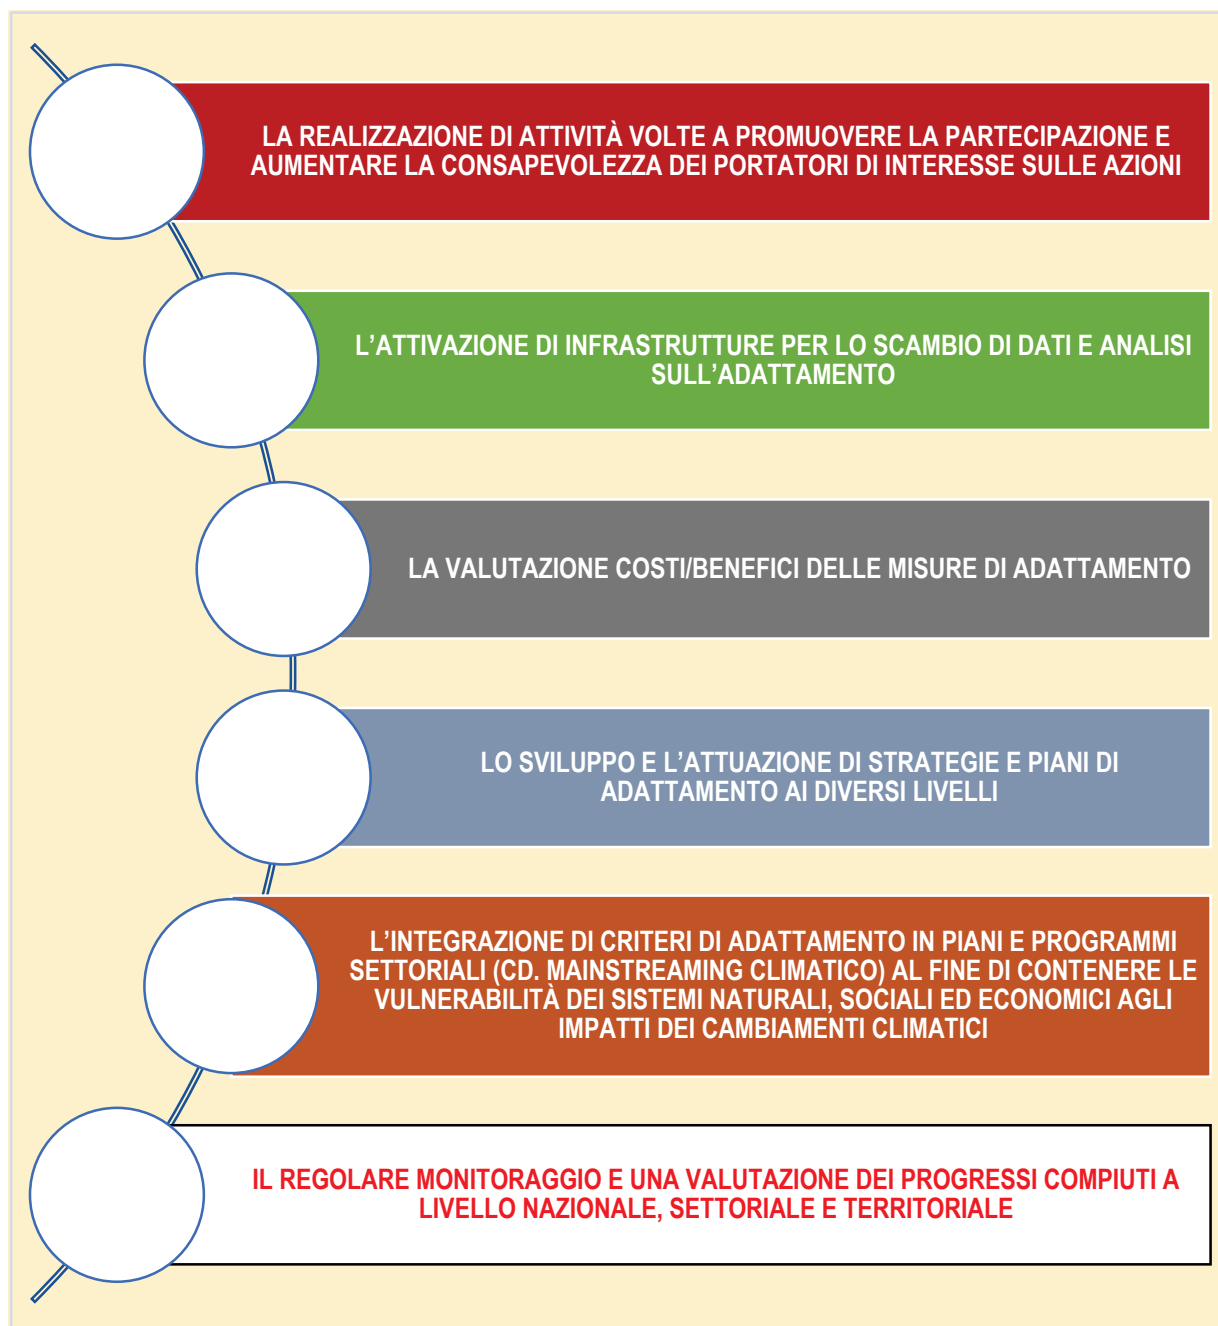 LA REALIZZAZIONE DI ATTIVITÀ VOLTE A PROMUOVERE LA PARTECIPAZIONE E
AUMENTARE LA CONSAPEVOLEZZA DEI PORTATORI DI INTERESSE SULLE AZIONI
L’ATTIVAZIONE DI INFRASTRUTTURE PER LO SCAMBIO DI DATI E ANALISI
SULL’ADATTAMENTO
LA VALUTAZIONE COSTI/BENEFICI DELLE MISURE DI ADATTAMENTO
LO SVILUPPO E L’ATTUAZIONE DI STRATEGIE E PIANI DI
ADATTAMENTO AI DIVERSI LIVELLI
L’INTEGRAZIONE DI CRITERI DI ADATTAMENTO IN PIANI E PROGRAMMI
SETTORIALI (CD. MAINSTREAMING CLIMATICO) AL FINE DI CONTENERE LE
VULNERABILITÀ DEI SISTEMI NATURALI, SOCIALI ED ECONOMICI AGLI
IMPATTI DEI CAMBIAMENTI CLIMATICI
IL REGOLARE MONITORAGGIO E UNA VALUTAZIONE DEI PROGRESSI COMPIUTI A
LIVELLO NAZIONALE, SETTORIALE E TERRITORIALE